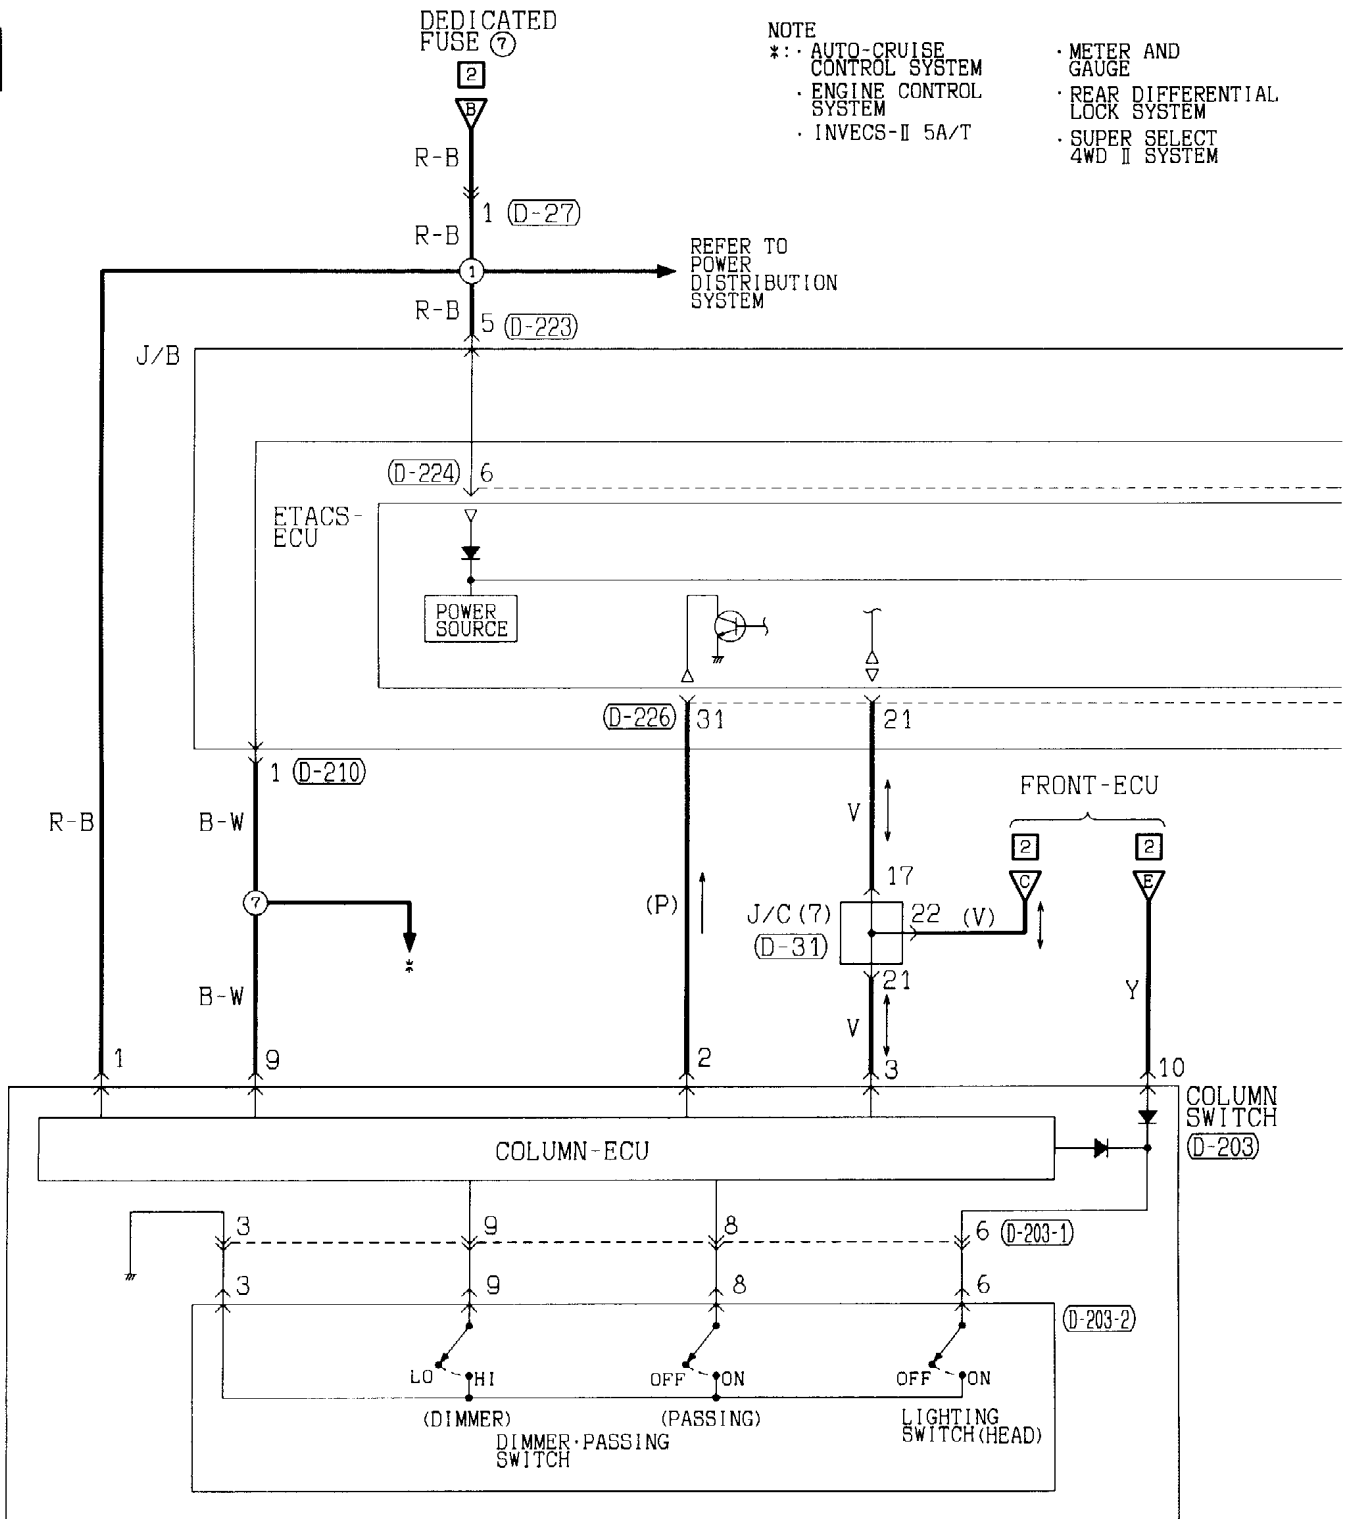 DEDICATED
FUSE ⑦
2
B
R-B
1 (D-27)
R-B
1
REFER TO
POWER
DISTRIBUTION
SYSTEM
R-B
5 (D-223)
NOTE
*:· AUTO-CRUISE
CONTROL SYSTEM
· ENGINE CONTROL
SYSTEM
· INVECS-Ⅱ 5A/T
· METER AND
GAUGE
· REAR DIFFERENTIAL
LOCK SYSTEM
· SUPER SELECT
4WD Ⅱ SYSTEM
J/B
(D-224) 6
ETACS-
ECU
POWER
SOURCE
(D-226) 31
21
1 (D-210)
FRONT-ECU
R-B
B-W
V
2
2
C
E
17
7
(P)
J/C (7)
22
(V)
(D-31)
*
21
B-W
V
Y
1
9
2
3
10
COLUMN
SWITCH
(D-203)
COLUMN-ECU
3
9
8
6 (D-203-1)
3
9
8
6
(D-203-2)
LO
HI
OFF
ON
OFF
ON
(DIMMER)
(PASSING)
LIGHTING
SWITCH(HEAD)
DIMMER·PASSING
SWITCH